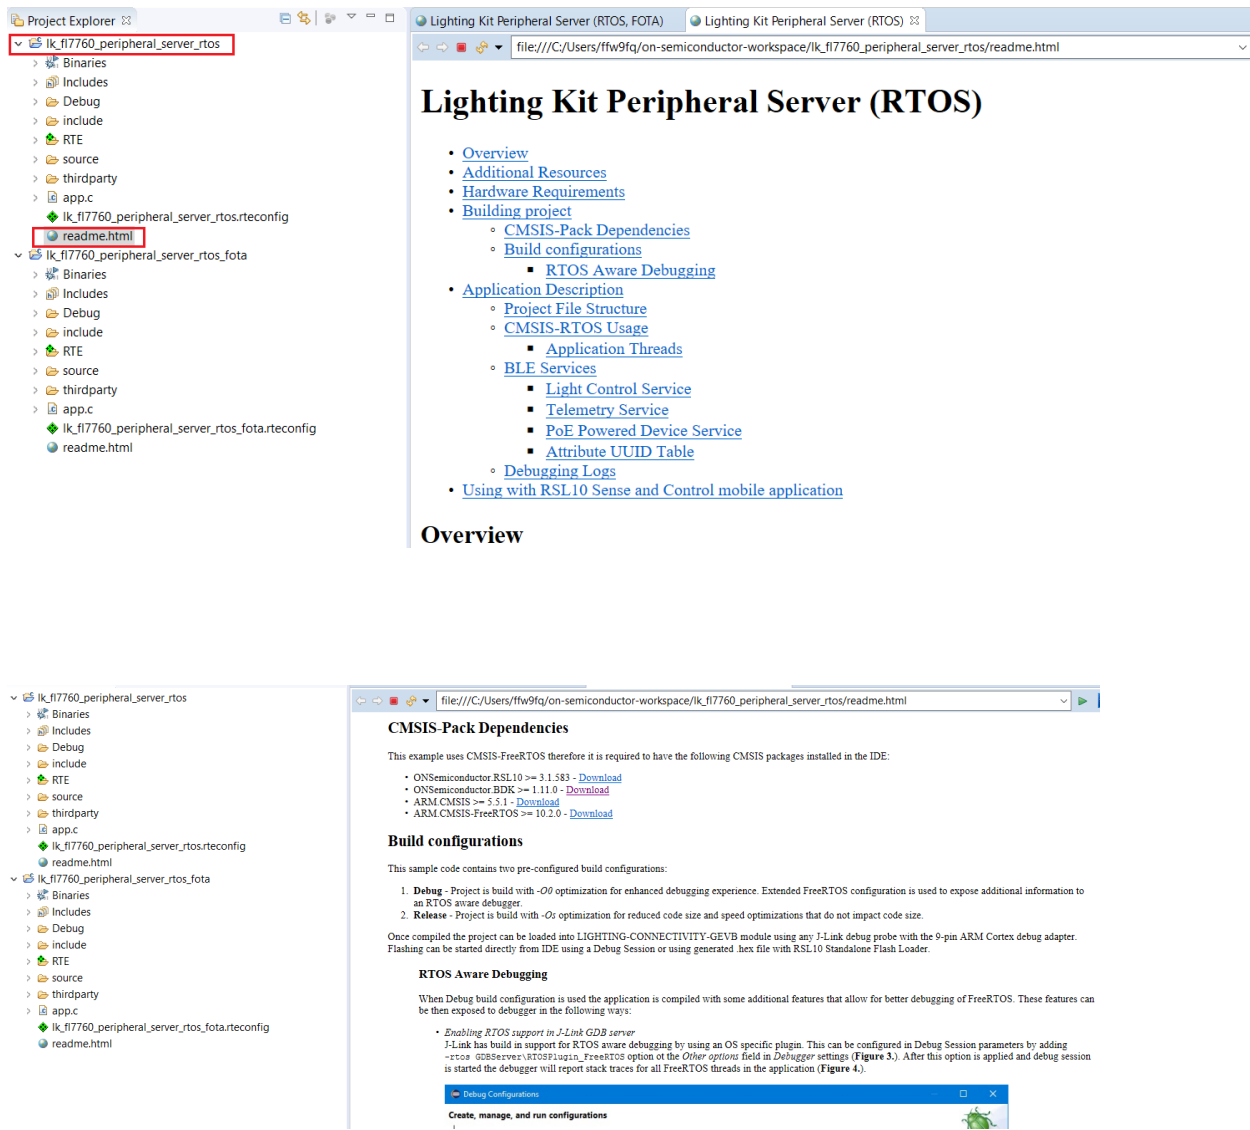 Project Explorer
lk_fl7760_peripheral_server_rtos
Binaries
Includes
Debug
include
RTE
source
thirdparty
app.c
lk_fl7760_peripheral_server_rtos.rteconfig
readme.html
lk_fl7760_peripheral_server_rtos_fota
Binaries
Includes
Debug
include
RTE
source
thirdparty
app.c
lk_fl7760_peripheral_server_rtos_fota.rteconfig
readme.html
Lighting Kit Peripheral Server (RTOS, FOTA)
Lighting Kit Peripheral Server (RTOS)
file:///C:/Users/ffw9fq/on-semiconductor-workspace/lk_fl7760_peripheral_server_rtos/readme.html
Lighting Kit Peripheral Server (RTOS)
• Overview
• Additional Resources
• Hardware Requirements
• Building project
◦ CMSIS-Pack Dependencies
◦ Build configurations
▪ RTOS Aware Debugging
• Application Description
◦ Project File Structure
◦ CMSIS-RTOS Usage
▪ Application Threads
◦ BLE Services
▪ Light Control Service
▪ Telemetry Service
▪ PoE Powered Device Service
▪ Attribute UUID Table
◦ Debugging Logs
• Using with RSL10 Sense and Control mobile application
Overview
lk_fl7760_peripheral_server_rtos
Binaries
Includes
Debug
include
RTE
source
thirdparty
app.c
lk_fl7760_peripheral_server_rtos.rteconfig
readme.html
lk_fl7760_peripheral_server_rtos_fota
Binaries
Includes
Debug
include
RTE
source
thirdparty
app.c
lk_fl7760_peripheral_server_rtos_fota.rteconfig
readme.html
file:///C:/Users/ffw9fq/on-semiconductor-workspace/lk_fl7760_peripheral_server_rtos/readme.html
CMSIS-Pack Dependencies
This example uses CMSIS-FreeRTOS therefore it is required to have the following CMSIS packages installed in the IDE:
• ONSemiconductor.RSL10 >= 3.1.583 - Download
• ONSemiconductor.BDK >= 1.11.0 - Download
• ARM.CMSIS >= 5.5.1 - Download
• ARM.CMSIS-FreeRTOS >= 10.2.0 - Download
Build configurations
This sample code contains two pre-configured build configurations:
1. Debug - Project is build with -O0 optimization for enhanced debugging experience. Extended FreeRTOS configuration is used to expose additional information to
an RTOS aware debugger.
2. Release - Project is build with -Os optimization for reduced code size and speed optimizations that do not impact code size.
Once compiled the project can be loaded into LIGHTING-CONNECTIVITY-GEVB module using any J-Link debug probe with the 9-pin ARM Cortex debug adapter.
Flashing can be started directly from IDE using a Debug Session or using generated .hex file with RSL10 Standalone Flash Loader.
RTOS Aware Debugging
When Debug build configuration is used the application is compiled with some additional features that allow for better debugging of FreeRTOS. These features can
be then exposed to debugger in the following ways:
• Enabling RTOS support in J-Link GDB server
J-Link has build in support for RTOS aware debugging by using an OS specific plugin. This can be configured in Debug Session parameters by adding
-rtos GDBServer\RTOSPlugin_FreeRTOS option ot the Other options field in Debugger settings (Figure 3.). After this option is applied and debug session
is started the debugger will report stack traces for all FreeRTOS threads in the application (Figure 4.).
Debug Configurations
Create, manage, and run configurations